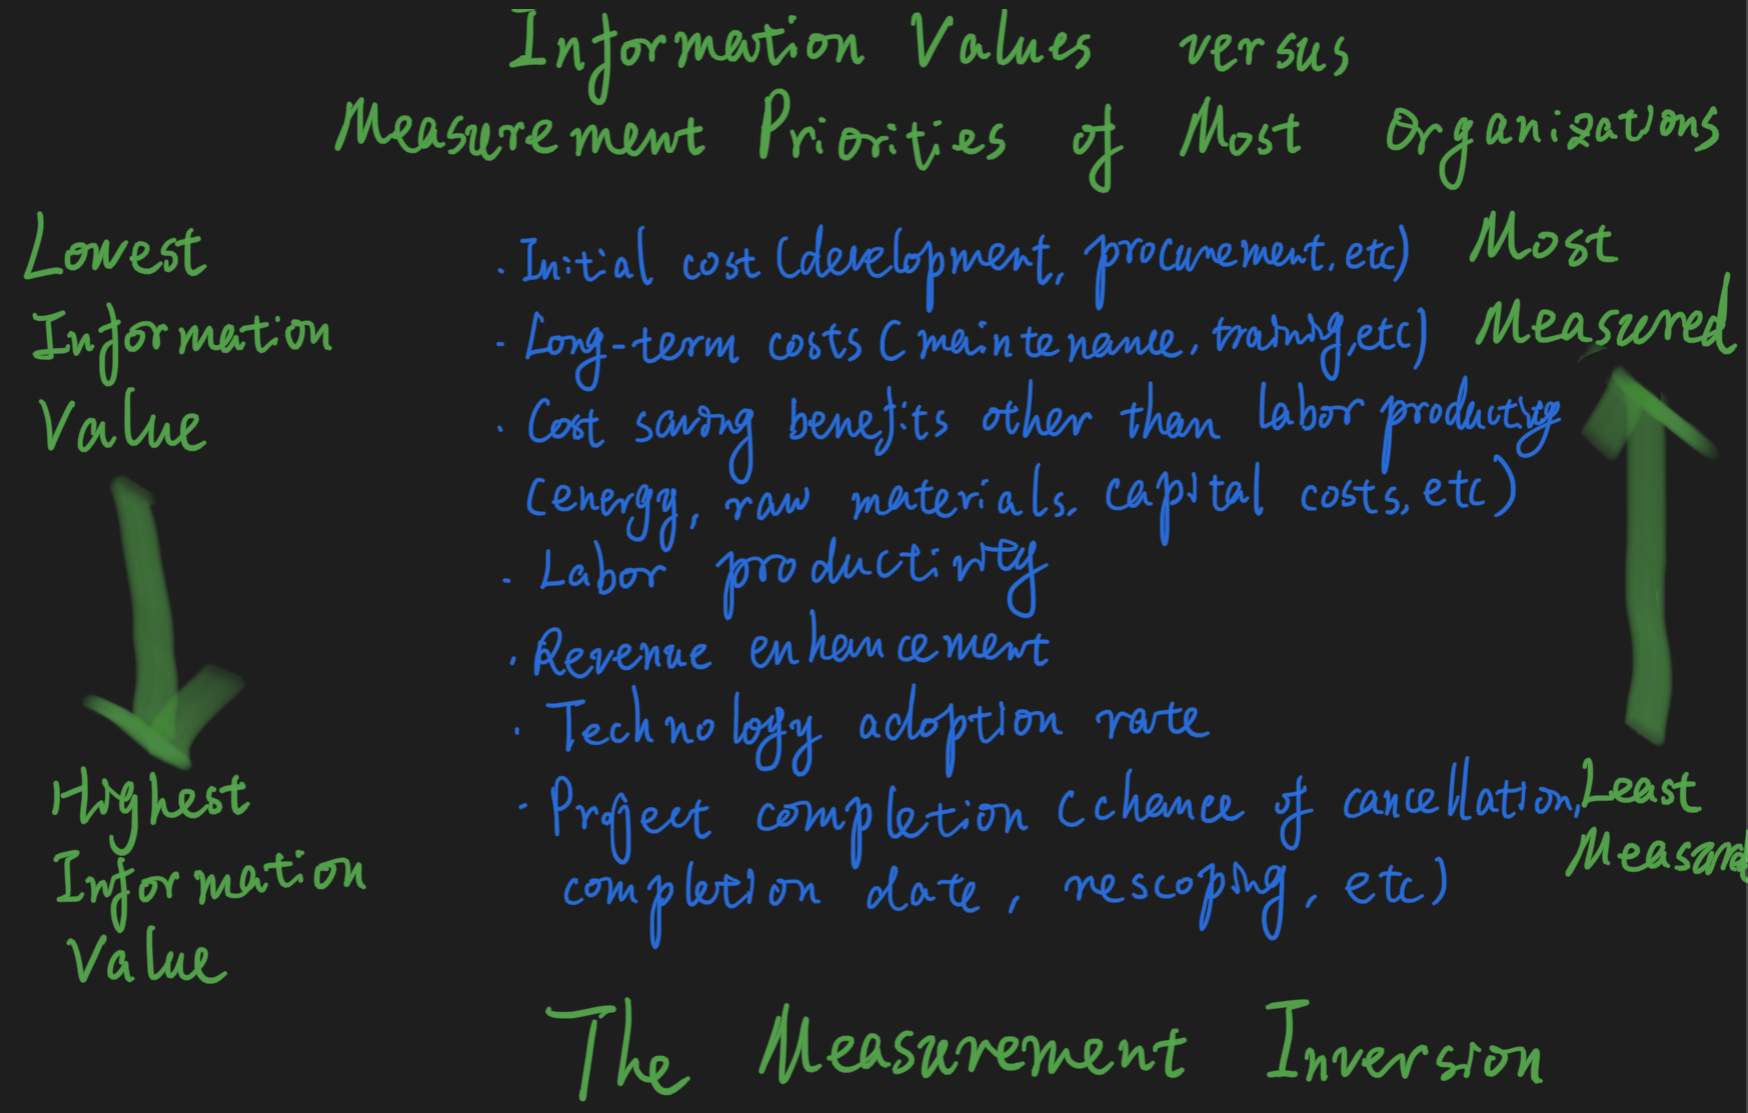 Information Values versus
Measurement Priorities of Most Organizations
Lowest
Information
Value
Most
Measured
· Initial cost (development, procurement, etc)
· Long-term costs (maintenance, training, etc)
· Cost saving benefits other than labor productivity
(energy, raw materials, capital costs, etc)
· Labor productivity
· Revenue enhancement
· Technology adoption rate
· Project completion (chance of cancellation,
completion date, rescoping, etc)
Highest
Information
Value
Least
Measured
The Measurement Inversion